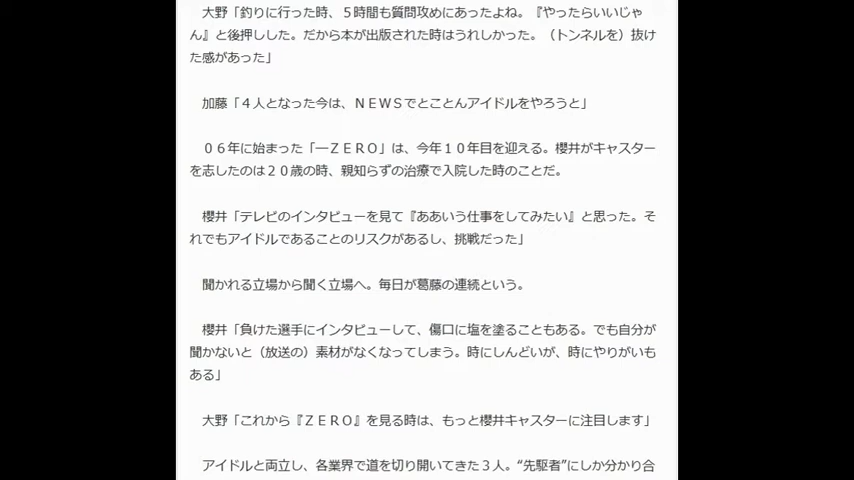 大野「釣りに行った時、５時間も質問攻めにあったよね。『やったらいいじゃ
ん』と後押しした。だから本が出版された時はうれしかった。（トンネルを）抜け
た感があった」
加藤「４人となった今は、ＮＥＷＳでとことんアイドルをやろうと」
０６年に始まった「―ＺＥＲＯ」は、今年１０年目を迎える。櫻井がキャスター
を志したのは２０歳の時、親知らずの治療で入院した時のことだ。
櫻井「テレビのインタビューを見て『ああいう仕事をしてみたい』と思った。そ
れでもアイドルであることのリスクがあるし、挑戦だった」
聞かれる立場から聞く立場へ。毎日が葛藤の連続という。
櫻井「負けた選手にインタビューして、傷口に塩を塗ることもある。でも自分が
聞かないと（放送の）素材がなくなってしまう。時にしんどいが、時にやりがいも
ある」
大野「これから『ＺＥＲＯ』を見る時は、もっと櫻井キャスターに注目します」
アイドルと両立し、各業界で道を切り開いてきた３人。“先駆者”にしか分かり合